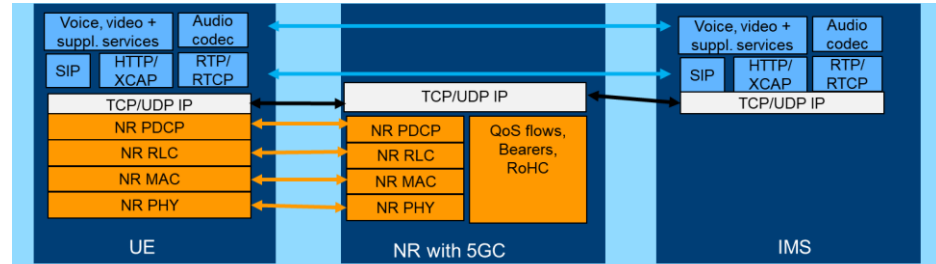 Voice, video +
suppl. services
Audio
codec
SIP
HTTP/
XCAP
RTP/
RTCP
TCP/UDP IP
NR PDCP
NR RLC
NR MAC
NR PHY
UE
TCP/UDP IP
NR PDCP
NR RLC
NR MAC
NR PHY
QoS flows,
Bearers,
RoHC
NR with 5GC
Voice, video +
suppl. services
Audio
codec
SIP
HTTP/
XCAP
RTP/
RTCP
TCP/UDP IP
IMS